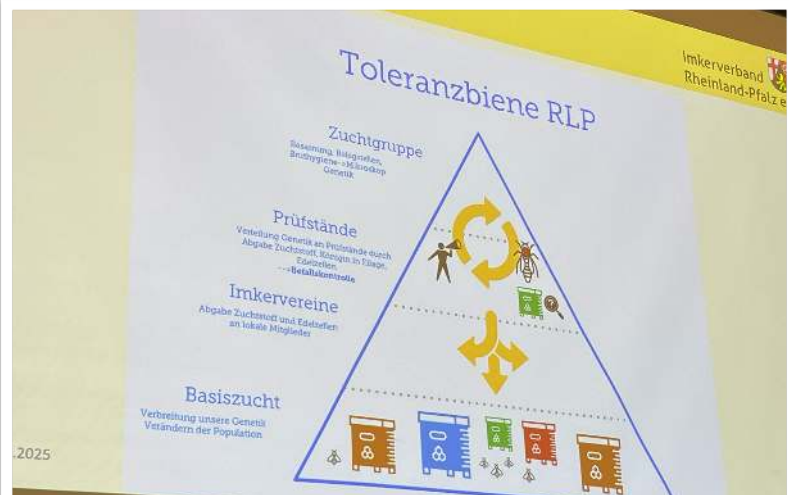 Imkerverband
Rheinland-Pfalz e
Toleranzbiene RLP
Zuchtgruppe
Besamung, Belegstellen,
Bruthygiene->Mikroskop
Genetik
Prüfstände
Verteilung Genetik an Prüfstände durch
Abgabe Zuchtstoff, Königin in Eilage,
Edelzellen
-->Befallskontrolle
Imkervereine
Abgabe Zuchtstoff und Edelzellen
an lokale Mitglieder
Basiszucht
Verbreitung unsere Genetik
Verändern der Population
.2025
?